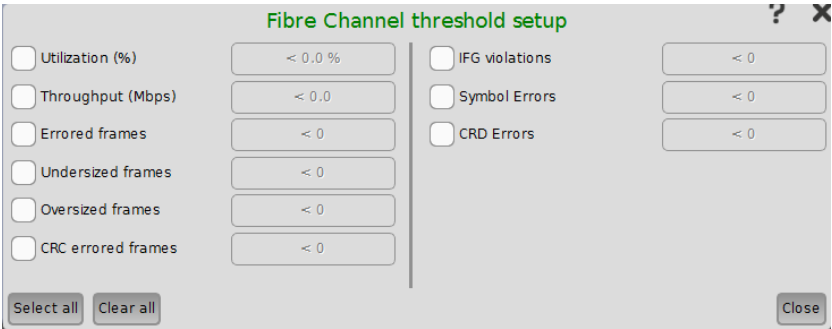 Fibre Channel threshold setup
?
Utilization (%)
< 0.0 %
Throughput (Mbps)
< 0.0
Errored frames
< 0
Undersized frames
< 0
Oversized frames
< 0
CRC errored frames
< 0
IFG violations
< 0
Symbol Errors
< 0
CRD Errors
< 0
Select all
Clear all
Close